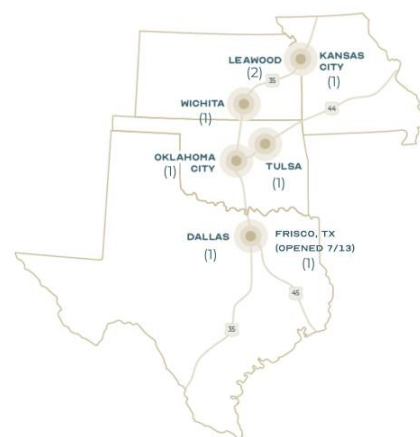 LEAWOOD
(2)
KANSAS
CITY
(1)
35
WICHITA
(1)
44
OKLAHOMA
CITY
(1)
TULSA
(1)
DALLAS
(1)
FRISCO, TX
(OPENED 7/13)
(1)
45
35